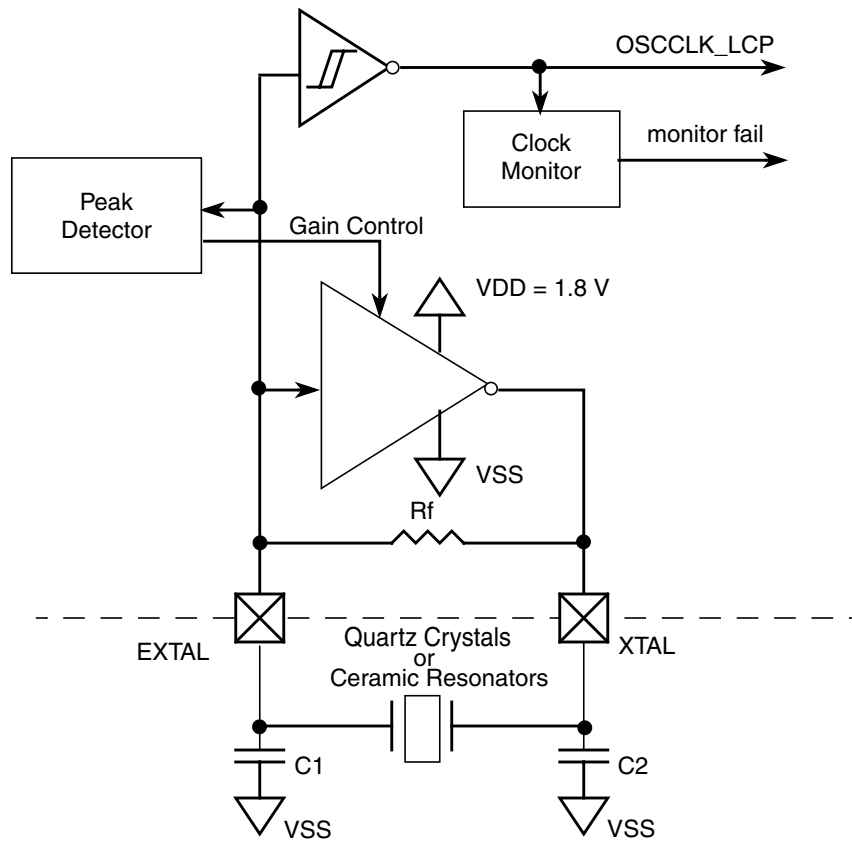 OSCCLK_LCP
Clock
Monitor
monitor fail
Peak
Detector
Gain Control
VDD = 1.8 V
VSS
Rf
EXTAL
Quartz Crystals
or
Ceramic Resonators
XTAL
C1
C2
VSS
VSS